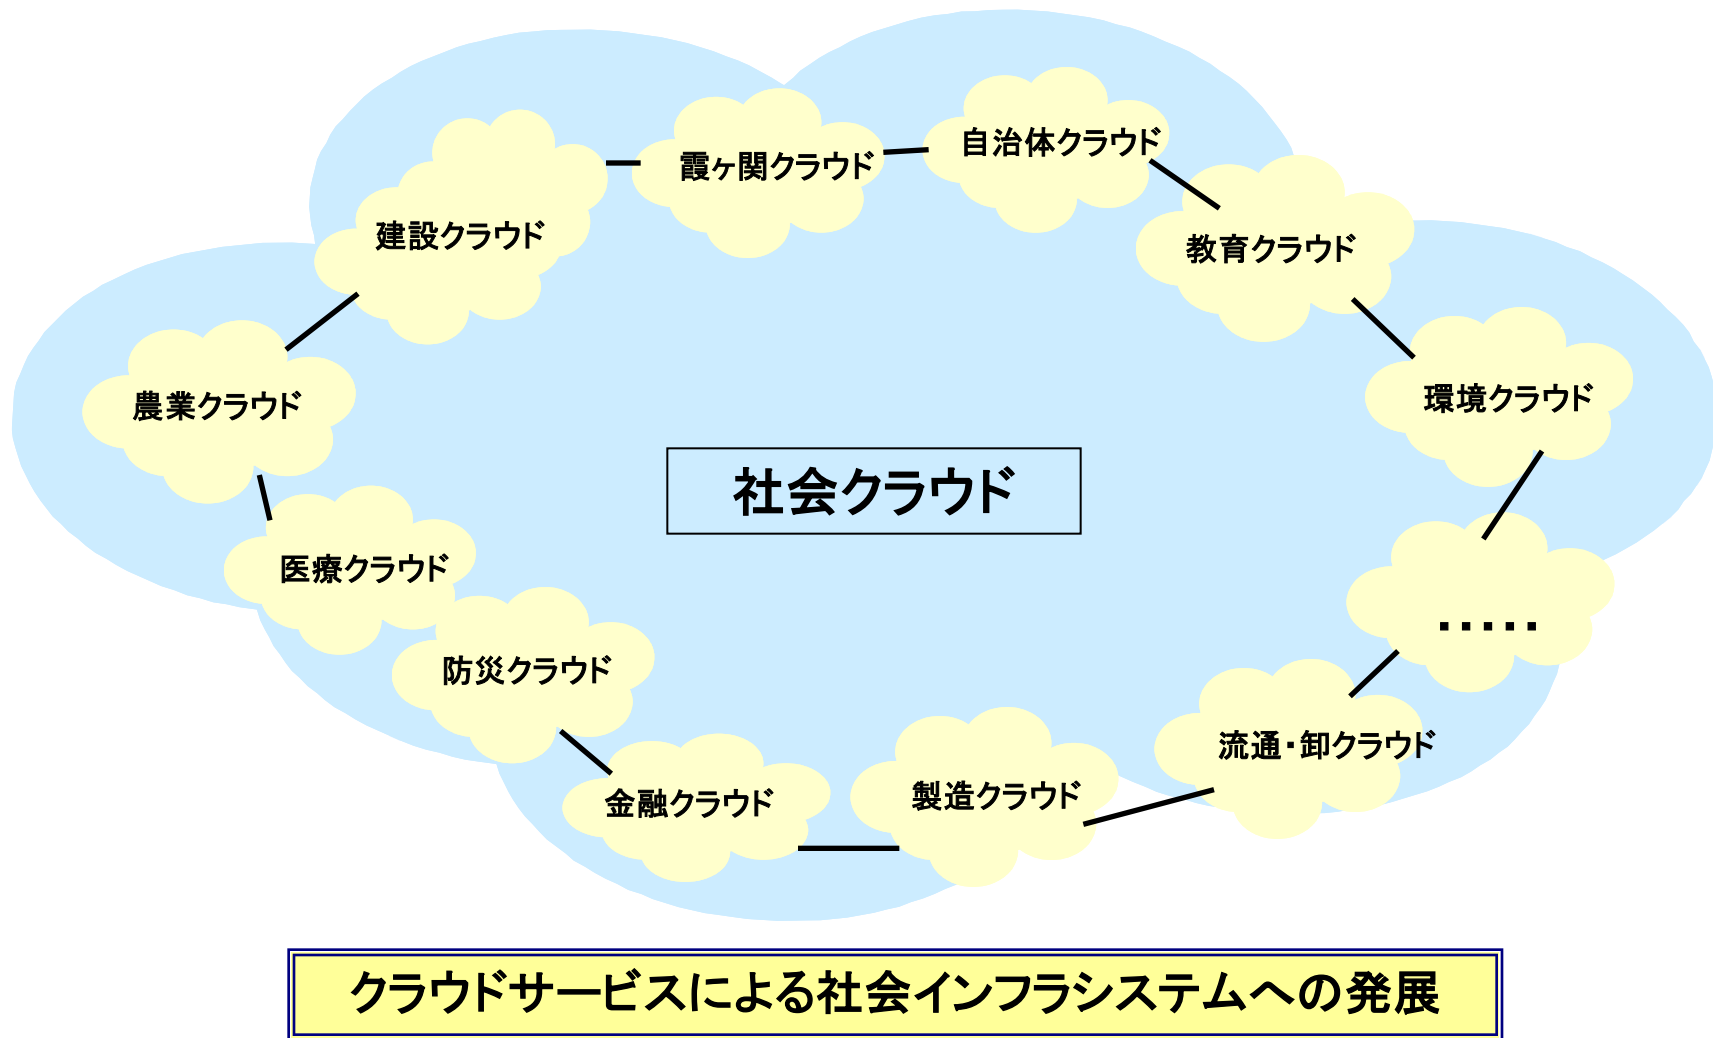 自治体クラウド
霞ヶ関クラウド
建設クラウド
教育クラウド
環境クラウド
農業クラウド
社会クラウド
医療クラウド
・・・・・
防災クラウド
流通・卸クラウド
製造クラウド
金融クラウド
クラウドサービスによる社会インフラシステムへの発展